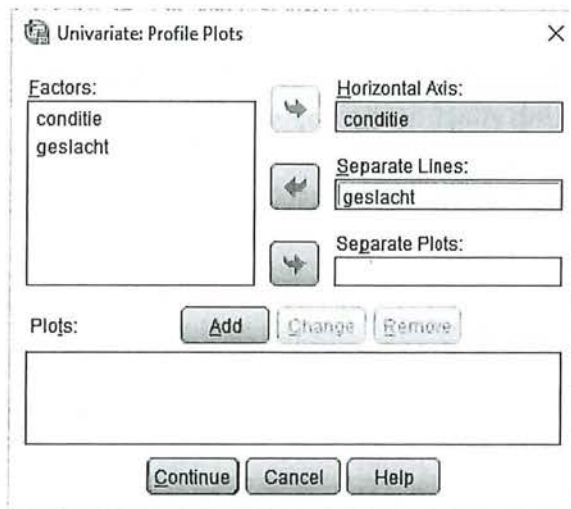 Univariate: Profile Plots
Factors:
conditie
geslacht
Horizontal Axis:
conditie
Separate Lines:
geslacht
Separate Plots:
Plots:
Add
Change
Remove
Continue
Cancel
Help